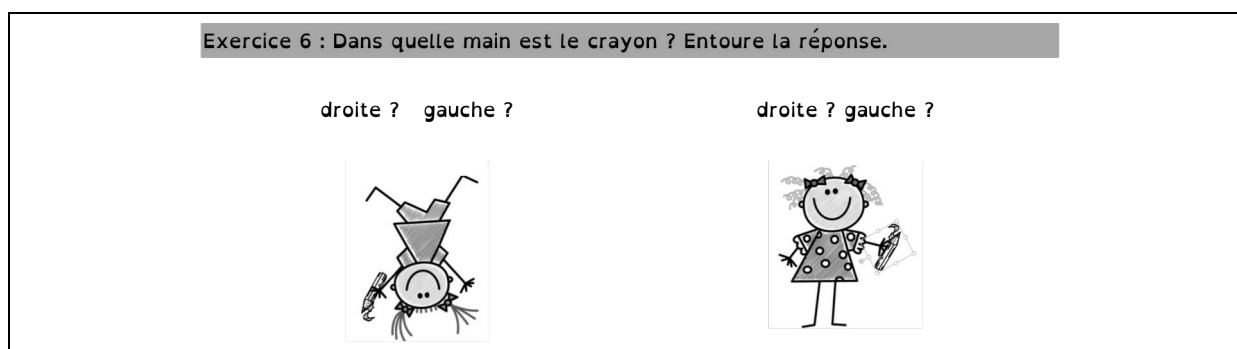 Exercice 6 : Dans quelle main est le crayon ? Entoure la réponse.
droite ? gauche ?
droite ? gauche ?